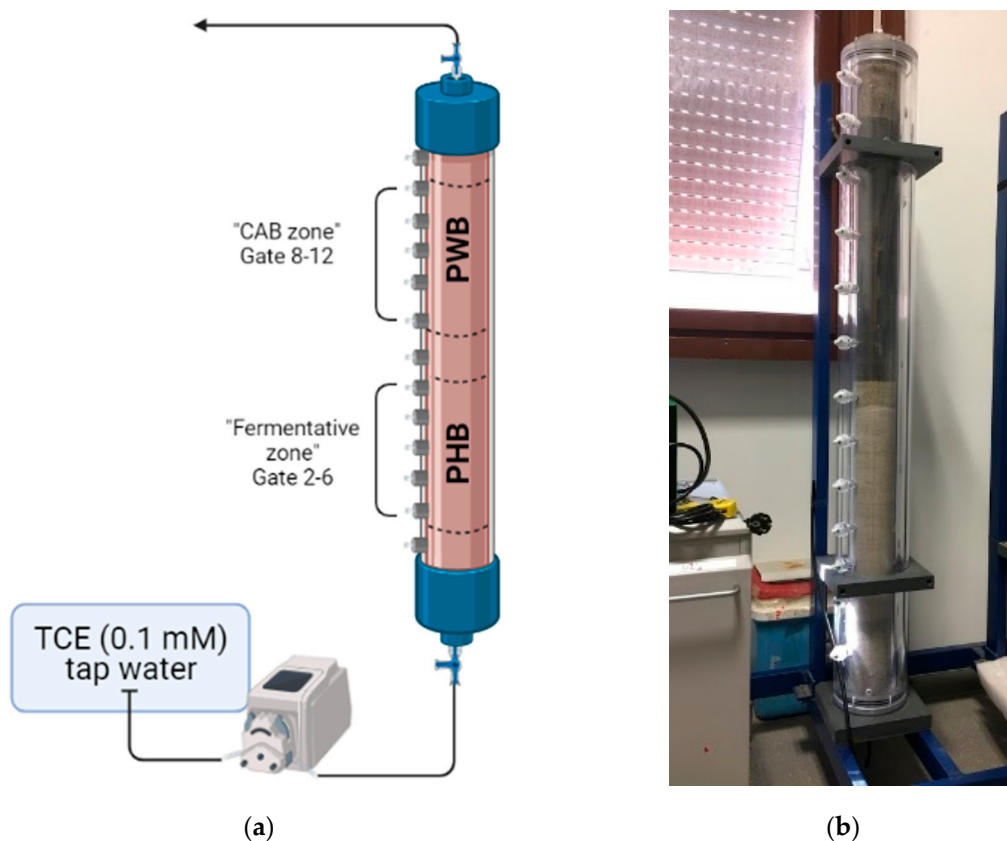 "CAB zone"
Gate 8-12
PWB
"Fermentative
zone"
Gate 2-6
PHB
TCE (0.1 mM)
tap water
(a)
(b)